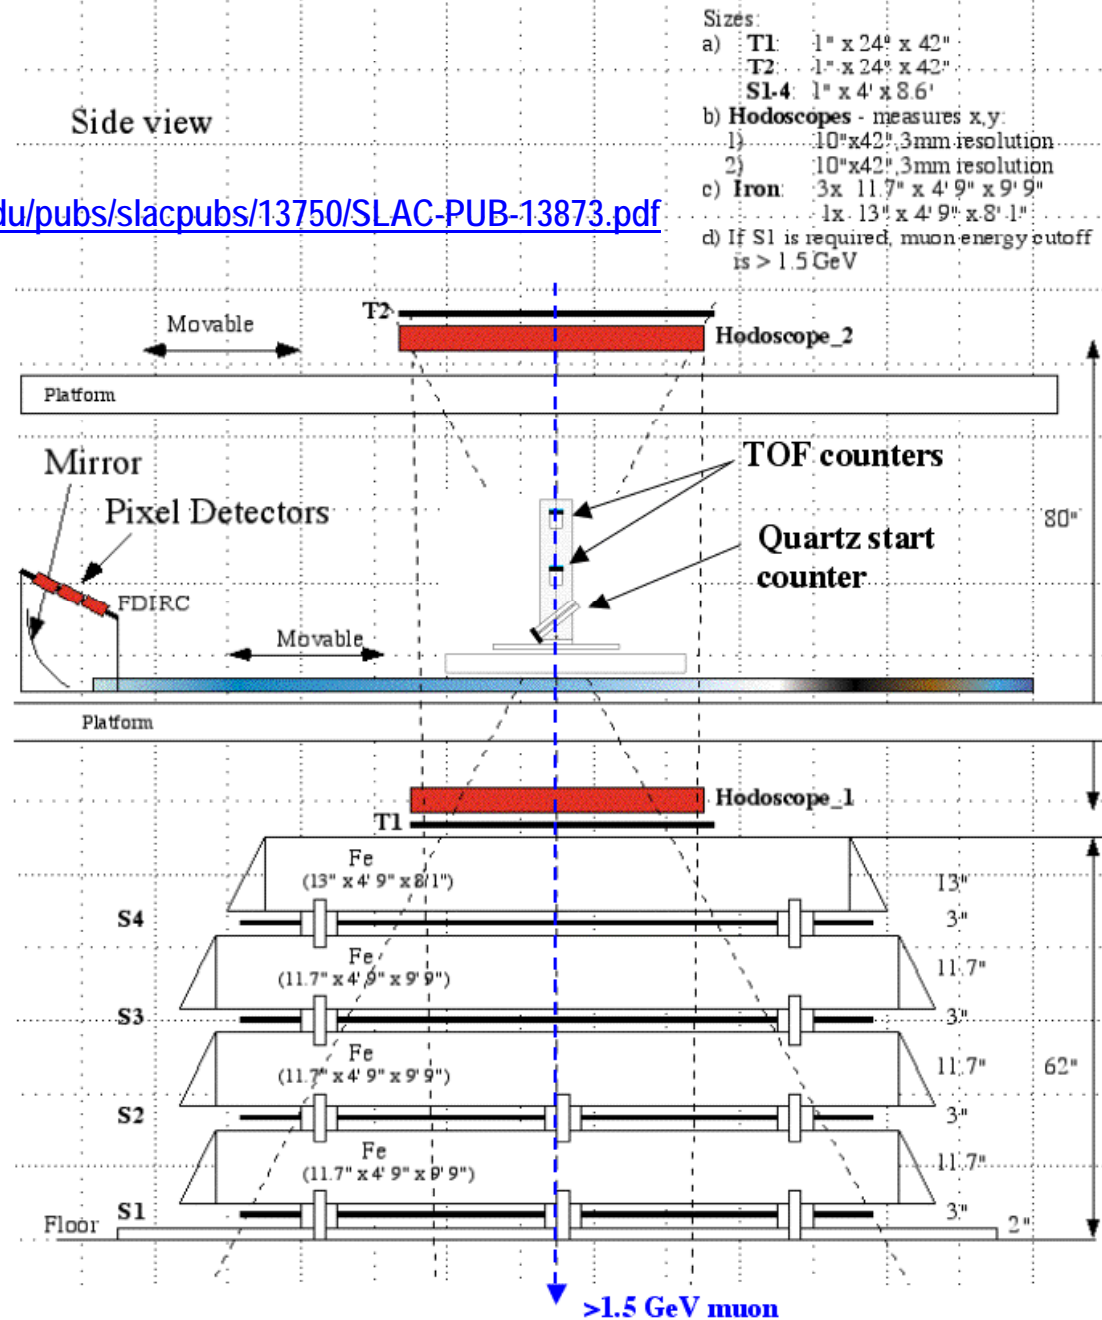 Sizes:
a) T1: 1" x 24" x 42"
T2: 1" x 24" x 42"
S1-4: 1" x 4' x 8.6'
b) Hodoscopes - measures x,y:
1) 10"x42", 3mm resolution
2) 10"x42", 3mm resolution
c) Iron: 3x 11.7" x 4' 9" x 9' 9"
1x 13" x 4' 9" x 8' 1"
d) If S1 is required, muon energy cutoff
is > 1.5 GeV
Side view
du/pubs/slacpubs/13750/SLAC-PUB-13873.pdf
T2
Movable
Hodoscope_2
Platform
Mirror
TOF counters
Pixel Detectors
80"
Quartz start
counter
FDIRC
Movable
Platform
Hodoscope_1
T1
Fe
(13" x 4' 9" x 8'1")
13"
S4
3"
Fe
(11.7" x 4' 9" x 9' 9")
11.7"
S3
3"
Fe
(11.7" x 4' 9" x 9' 9")
11.7"
62"
S2
3"
Fe
(11.7" x 4' 9" x 9' 9")
11.7"
S1
3"
Floor
2"
>1.5 GeV muon